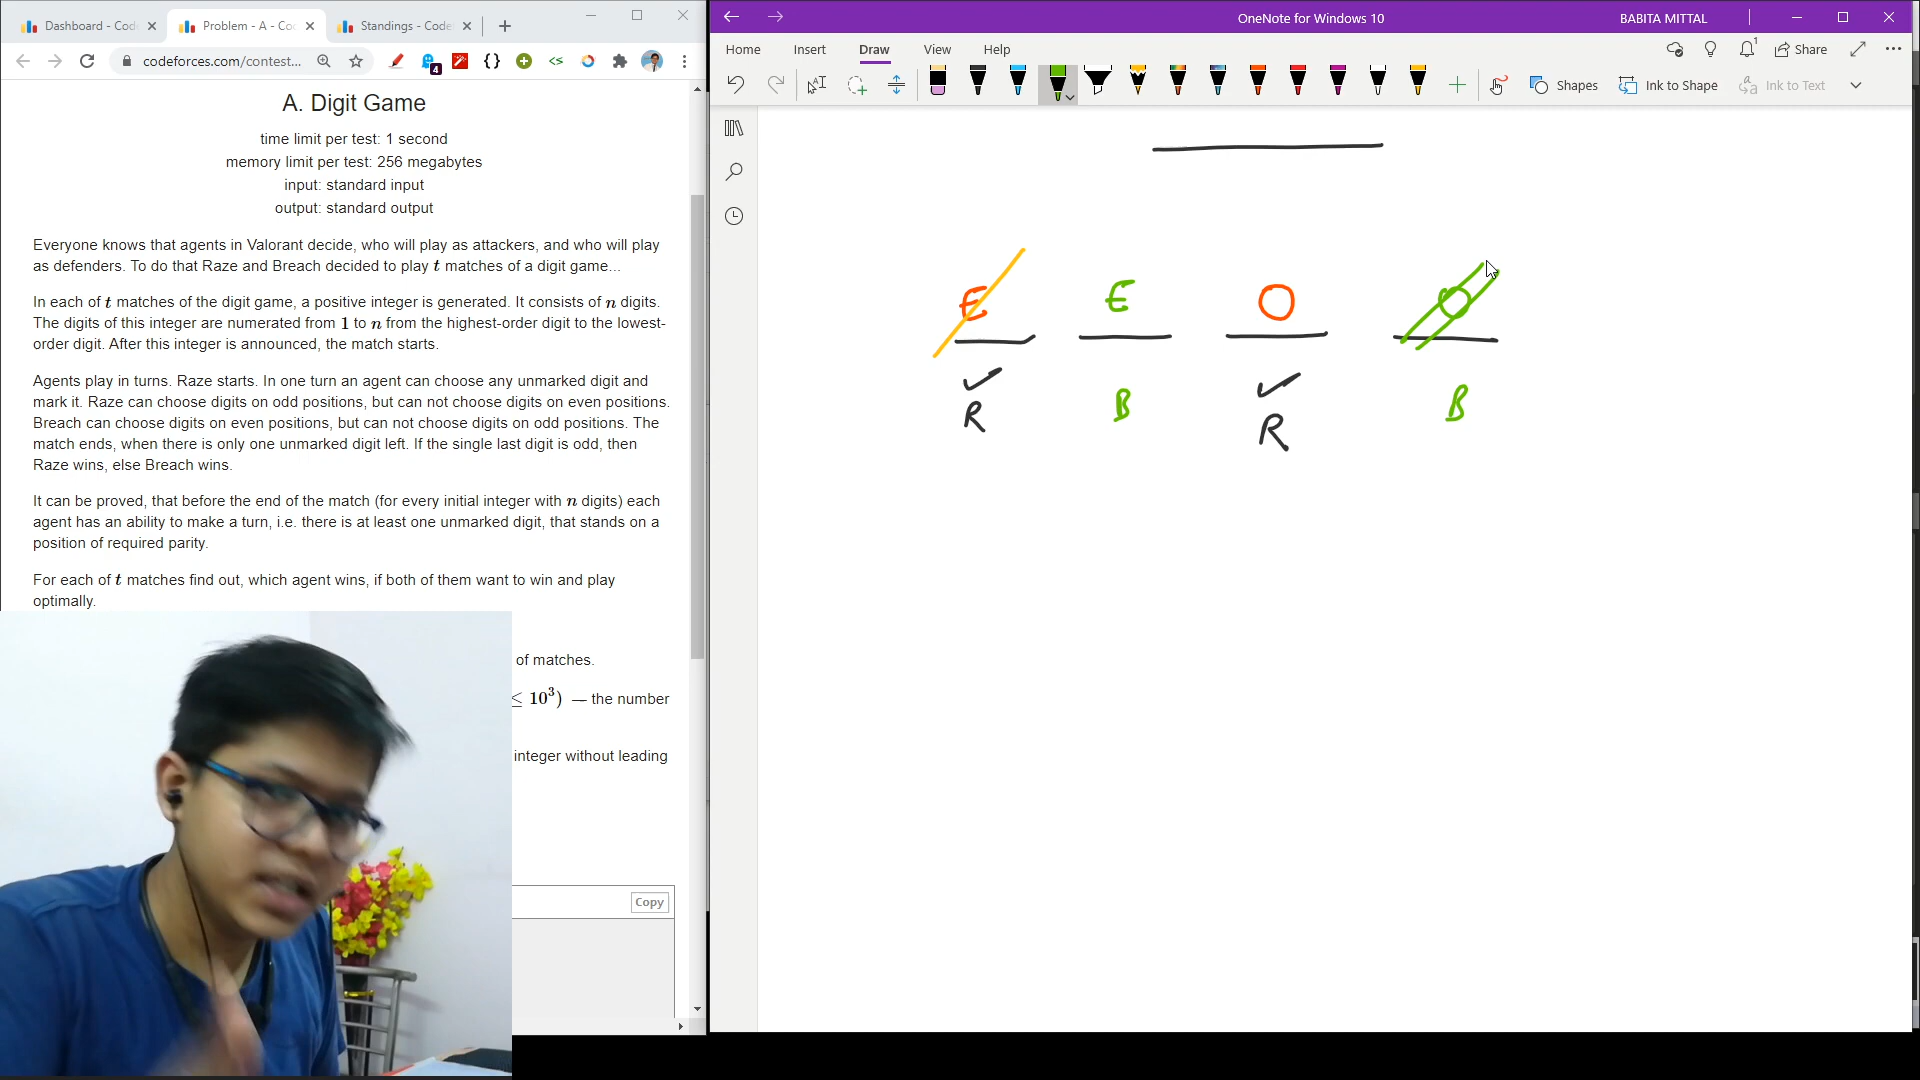 Dashboard - Cod
Problem - A - Co
Standings - Codef
codeforces.com/contest...
4
A. Digit Game
time limit per test: 1 second
memory limit per test: 256 megabytes
input: standard input
output: standard output
Everyone knows that agents in Valorant decide, who will play as attackers, and who will play
as defenders. To do that Raze and Breach decided to play t matches of a digit game...
In each of t matches of the digit game, a positive integer is generated. It consists of n digits.
The digits of this integer are numerated from 1 to n from the highest-order digit to the lowest-
order digit. After this integer is announced, the match starts.
Agents play in turns. Raze starts. In one turn an agent can choose any unmarked digit and
mark it. Raze can choose digits on odd positions, but can not choose digits on even positions.
Breach can choose digits on even positions, but can not choose digits on odd positions. The
match ends, when there is only one unmarked digit left. If the single last digit is odd, then
Raze wins, else Breach wins.
It can be proved, that before the end of the match (for every initial integer with n digits) each
agent has an ability to make a turn, i.e. there is at least one unmarked digit, that stands on a
position of required parity.
For each of t matches find out, which agent wins, if both of them want to win and play
optimally.
of matches.
≤ 10³) — the number
integer without leading
Copy
OneNote for Windows 10
BABITA MITTAL
Home Insert Draw View Help
1
Share
Shapes
Ink to Shape
Ink to Text
E E O O
R B R B